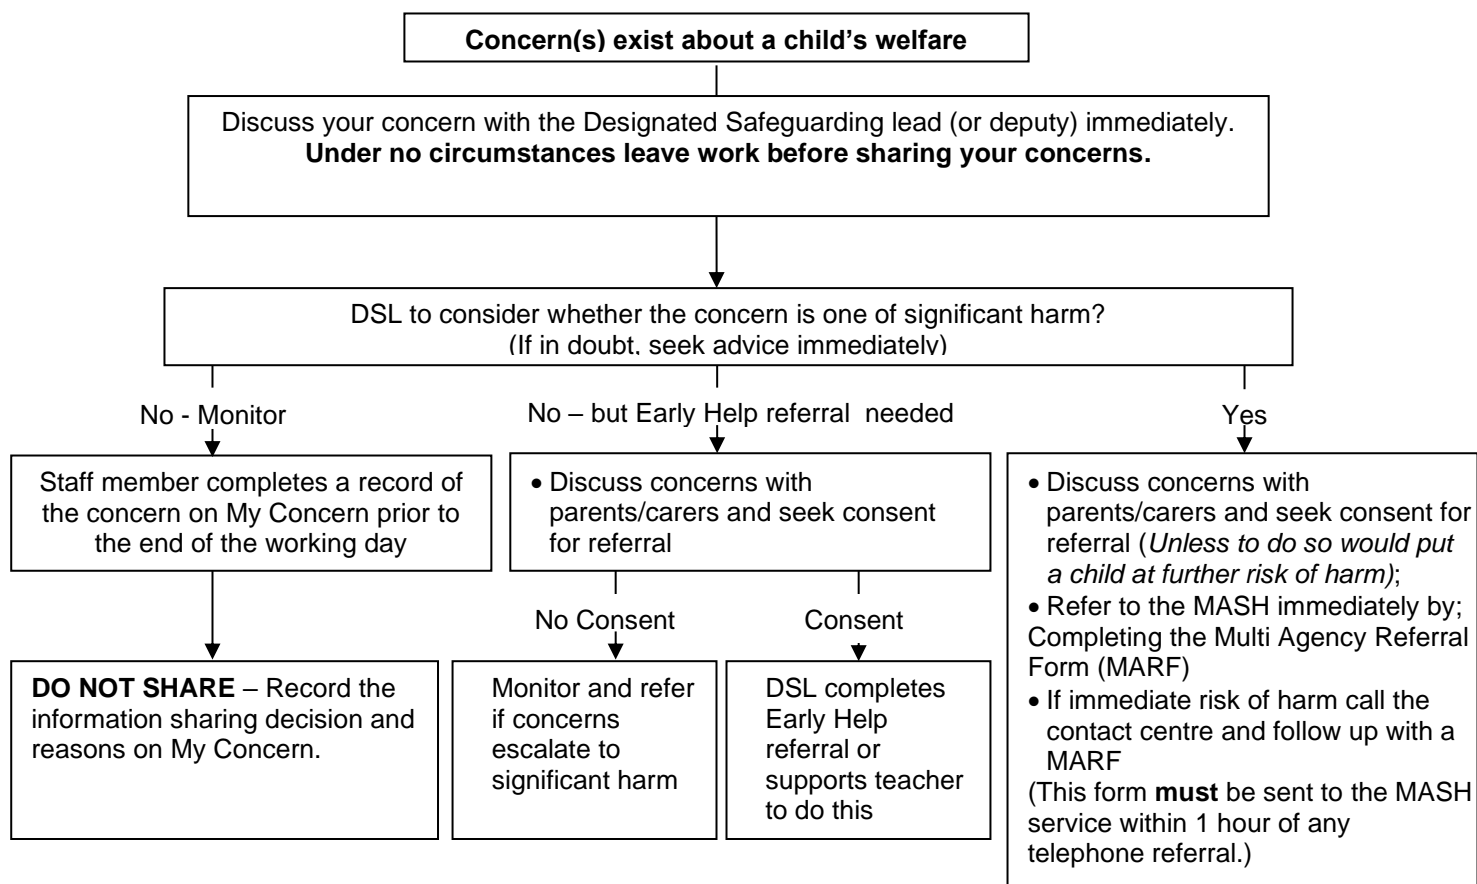 Concern(s) exist about a child's welfare
Discuss your concern with the Designated Safeguarding lead (or deputy) immediately.
Under no circumstances leave work before sharing your concerns.
DSL to consider whether the concern is one of significant harm?
(If in doubt, seek advice immediately)
No - Monitor
No – but Early Help referral  needed
Yes
Staff member completes a record of
the concern on My Concern prior to
the end of the working day
• Discuss concerns with
parents/carers and seek consent
for referral
No Consent
Consent
DO NOT SHARE – Record the
information sharing decision and
reasons on My Concern.
Monitor and refer
if concerns
escalate to
significant harm
DSL completes
Early Help
referral or
supports teacher
to do this
• Discuss concerns with
parents/carers and seek consent for
referral (Unless to do so would put
a child at further risk of harm);
• Refer to the MASH immediately by;
Completing the Multi Agency Referral
Form (MARF)
• If immediate risk of harm call the
contact centre and follow up with a
MARF
(This form must be sent to the MASH
service within 1 hour of any
telephone referral.)